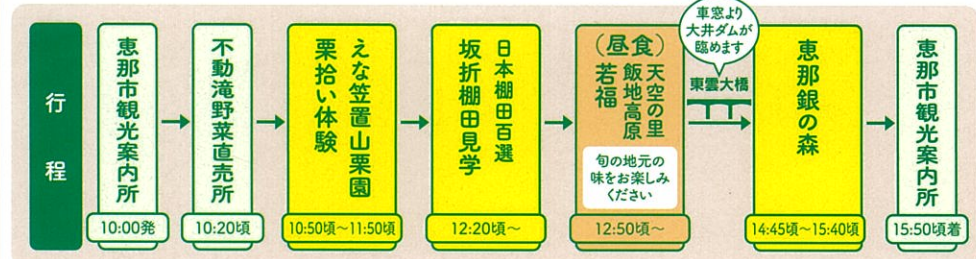 行程
恵那市観光案内所
10:00発
不動滝野菜直売所
10:20頃
えな笠置山栗園
栗拾い体験
10:50頃～11:50頃
日本棚田百選
坂折棚田見学
12:20頃～
(昼食)
天空の里
飯地高原
若福
旬の地元の
味をお楽しみ
ください
12:50頃～
車窓より
大井ダムが
臨めます
東雲大橋
恵那銀の森
14:45頃～15:40頃
恵那市観光案内所
15:50頃着